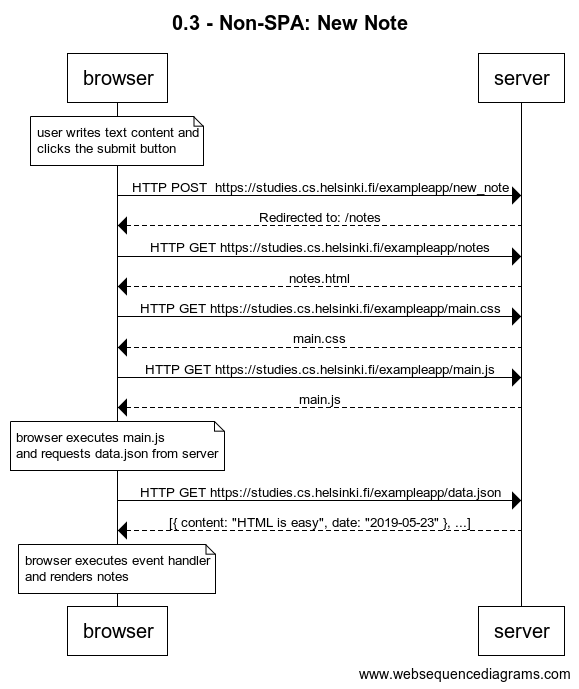 0.3 - Non-SPA: New Note
browser
server
user writes text content and
clicks the submit button
HTTP POST  https://studies.cs.helsinki.fi/exampleapp/new_note
Redirected to: /notes
HTTP GET https://studies.cs.helsinki.fi/exampleapp/notes
notes.html
HTTP GET https://studies.cs.helsinki.fi/exampleapp/main.css
main.css
HTTP GET https://studies.cs.helsinki.fi/exampleapp/main.js
main.js
browser executes main.js
and requests data.json from server
HTTP GET https://studies.cs.helsinki.fi/exampleapp/data.json
[{ content: "HTML is easy", date: "2019-05-23" }, ...]
browser executes event handler
and renders notes
browser
server
www.websequencediagrams.com